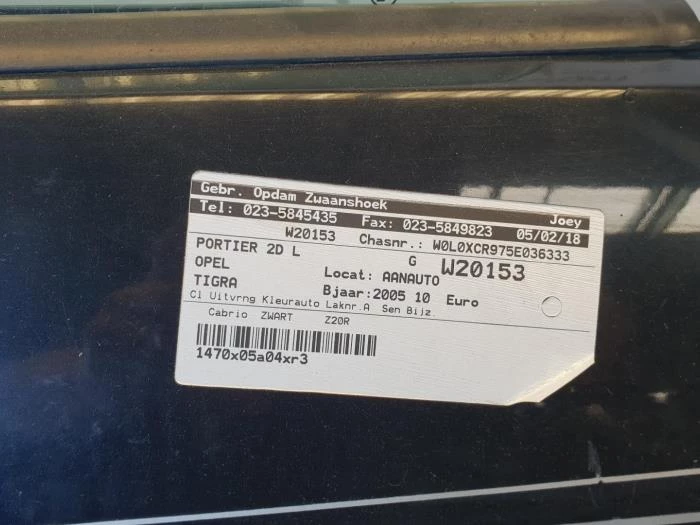 Gebr. Opdam Zwaanshoek Joey
Tel: 023-5845435 Fax: 023-5849823 05/02/18
W20153 Chasnr.: W0L0XCR975E036333
PORTIER 2D L G W20153
OPEL Locat: AANAUTO
TIGRA Bjaar:2005 10 Euro
Cl Uitvrng Kleurauto Laknr.A Sen Bijz.
Cabrio ZWART Z20R
1470x05a04xr3